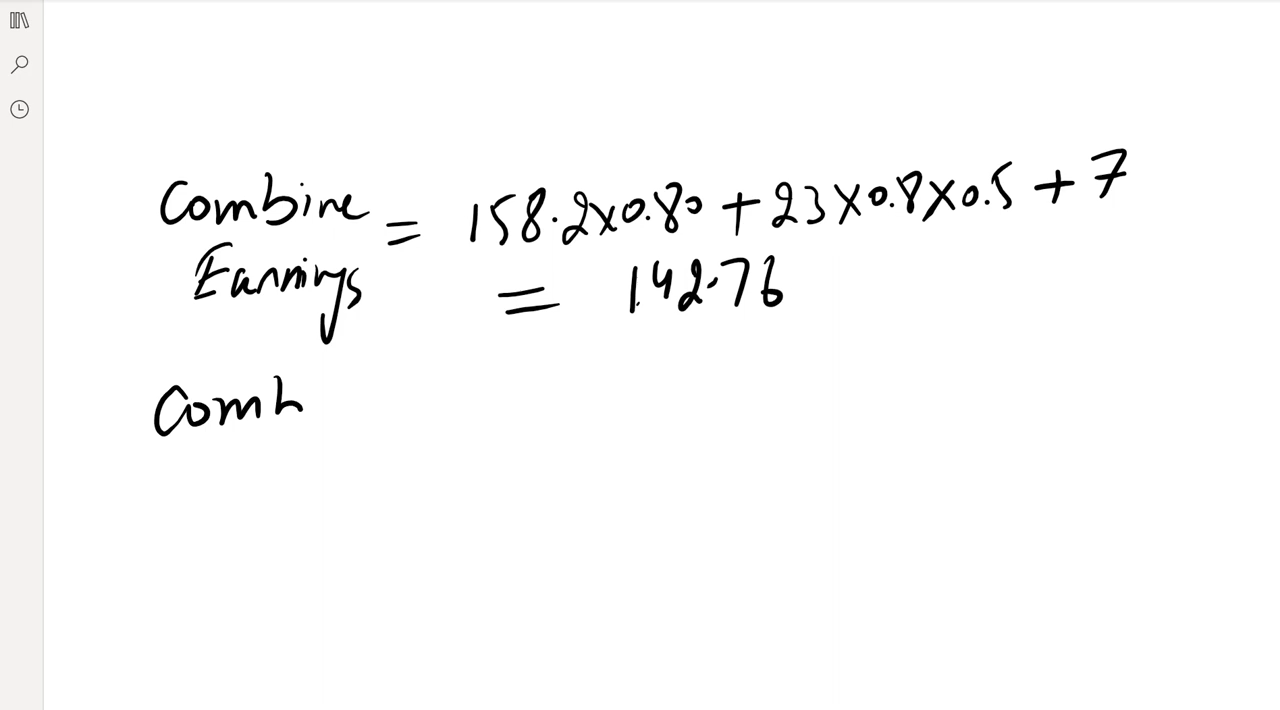 Combine = 158.2x0.80 + 23x0.8x0.5 + 7
Earnings = 142.76
Comb